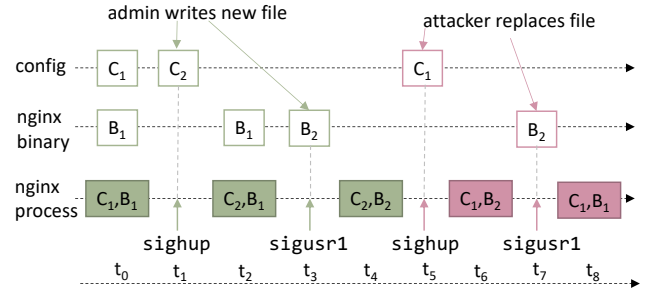 admin writes new file
attacker replaces file
config C₁ C₂ C₁
nginx
binary
B₁ B₁ B₂ B₂
nginx
process
C₁,B₁ C₂,B₁ C₂,B₂ C₁,B₂ C₁,B₁
sighup sigusr1 sighup sigusr1
t₀ t₁ t₂ t₃ t₄ t₅ t₆ t₇ t₈